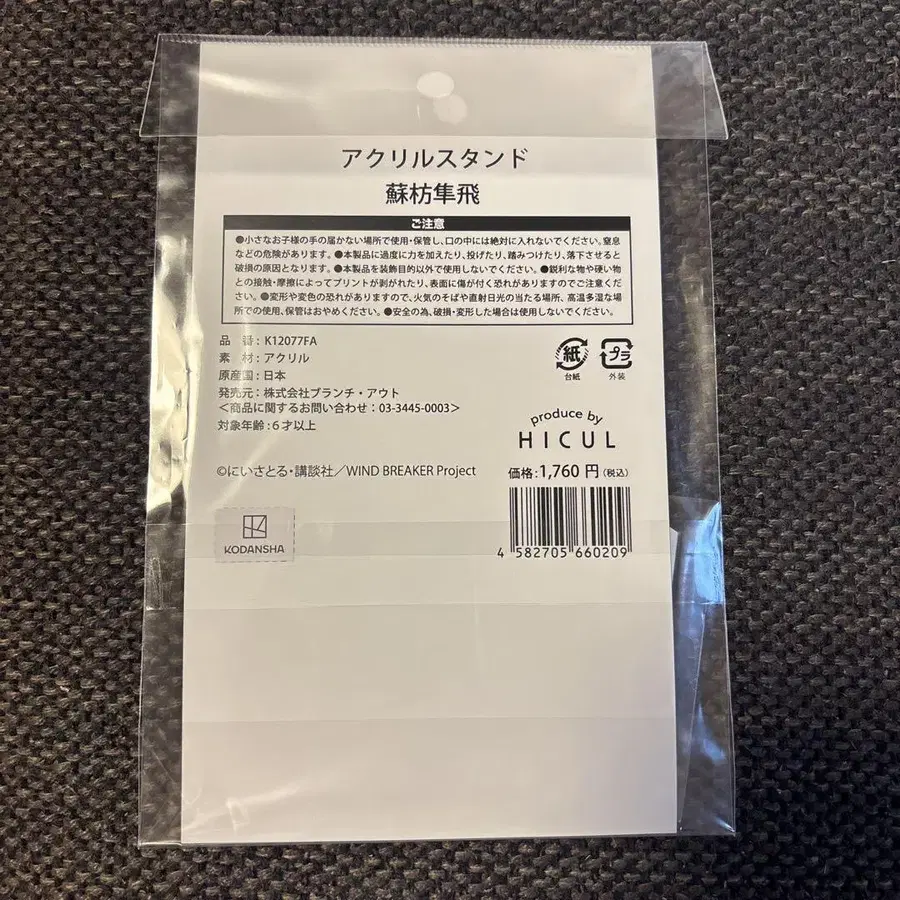 アクリルスタンド
蘇枋隼飛
ご注意
●小さなお子様の手の届かない場所で使用・保管し、口の中には絶対に入れないでください。窒息
などの危険があります。●本製品に過度に力を加えたり、投げたり、踏みつけたり、落下させると
破損の原因となります。●本製品を装飾目的以外で使用しないでください。●鋭利な物や硬い物
との接触・摩擦によってプリントが剥がれたり、表面に傷が付く恐れがありますのでご注意くだ
さい。●変形や変色の恐れがありますので、火気のそばや直射日光の当たる場所、高温多湿な場
所での使用、保管はおやめください。●安全の為、破損・変形した場合は使用しないでください。
品 番:K12077FA
素 材:アクリル
原産国:日本
発売元:株式会社ブランチ・アウト
<商品に関するお問い合わせ:03-3445-0003>
対象年齢:6才以上
紙
台紙
プラ
外装
produce by
HICUL
©にいさとる・講談社/WIND BREAKER Project
価格:1,760 円(税込)
KODANSHA
4 582705 660209